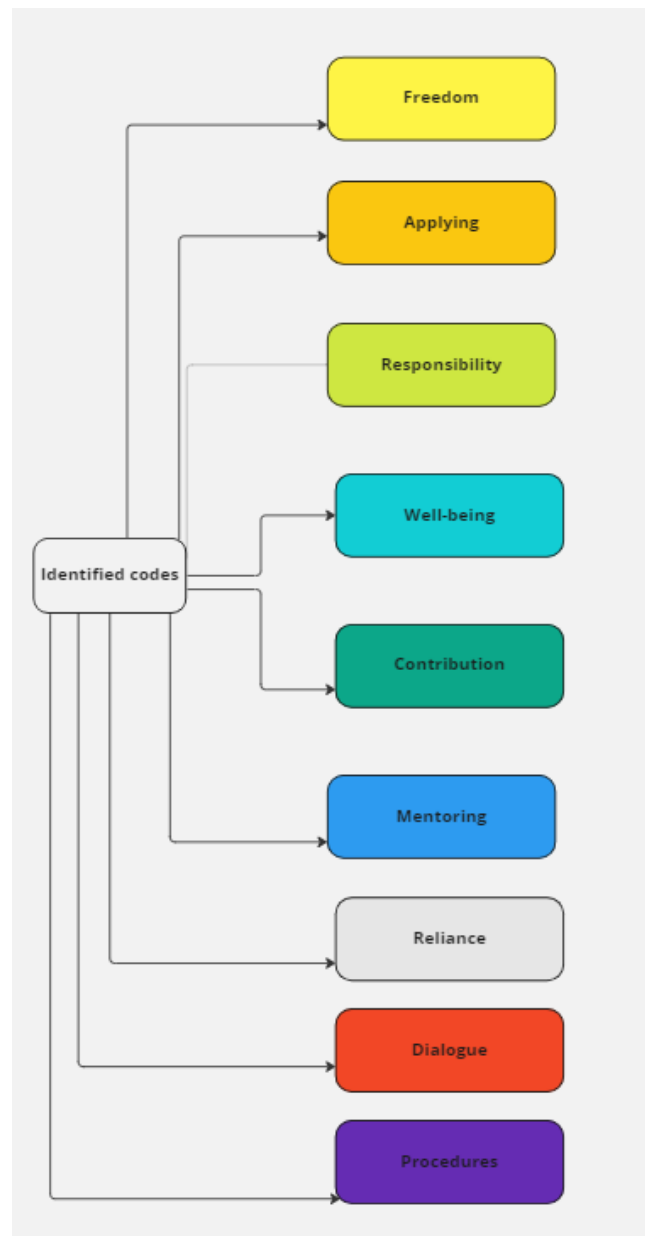 Freedom
Applying
Responsibility
Well-being
Identified codes
Contribution
Mentoring
Reliance
Dialogue
Procedures